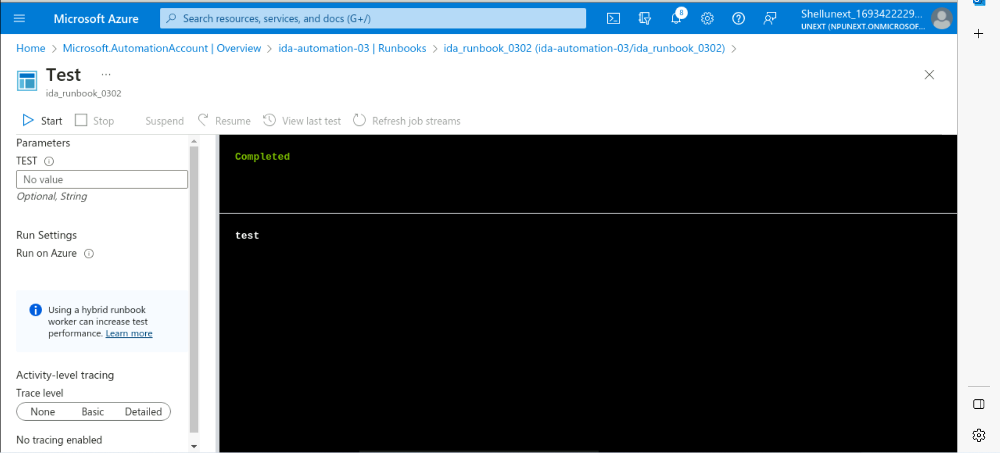 Microsoft Azure
Search resources, services, and docs (G+/)
8
Shellunext_1693422229...
UNEXT (NPUNEXT.ONMICROSOF...
Home > Microsoft.AutomationAccount | Overview > ida-automation-03 | Runbooks > ida_runbook_0302 (ida-automation-03/ida_runbook_0302) >
Test ...
ida_runbook_0302
Start Stop Suspend Resume View last test Refresh job streams
Parameters
TEST
No value
Optional, String
Run Settings
Run on Azure
Using a hybrid runbook
worker can increase test
performance. Learn more
Activity-level tracing
Trace level
None Basic Detailed
No tracing enabled
Completed
test